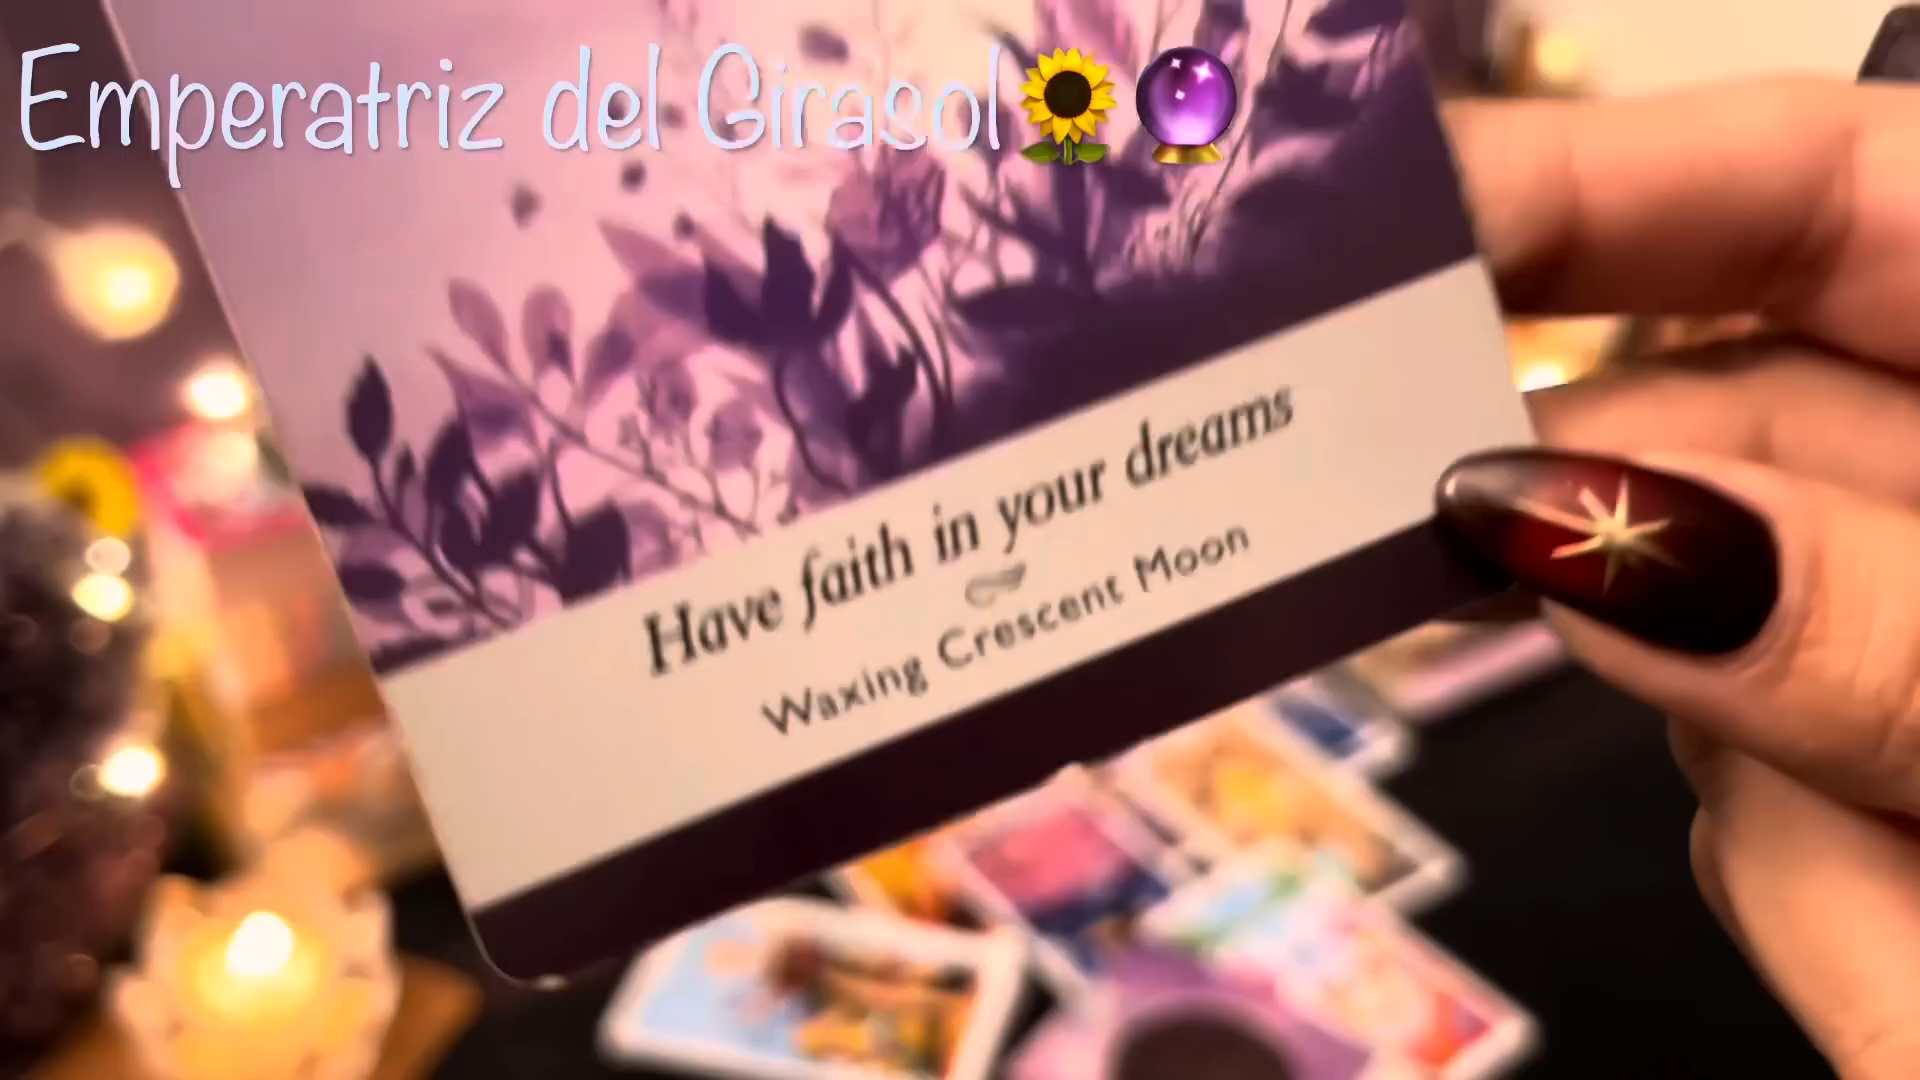 Emperatriz del Girasol🌻🔮
Have faith in your dreams
Waxing Crescent Moon